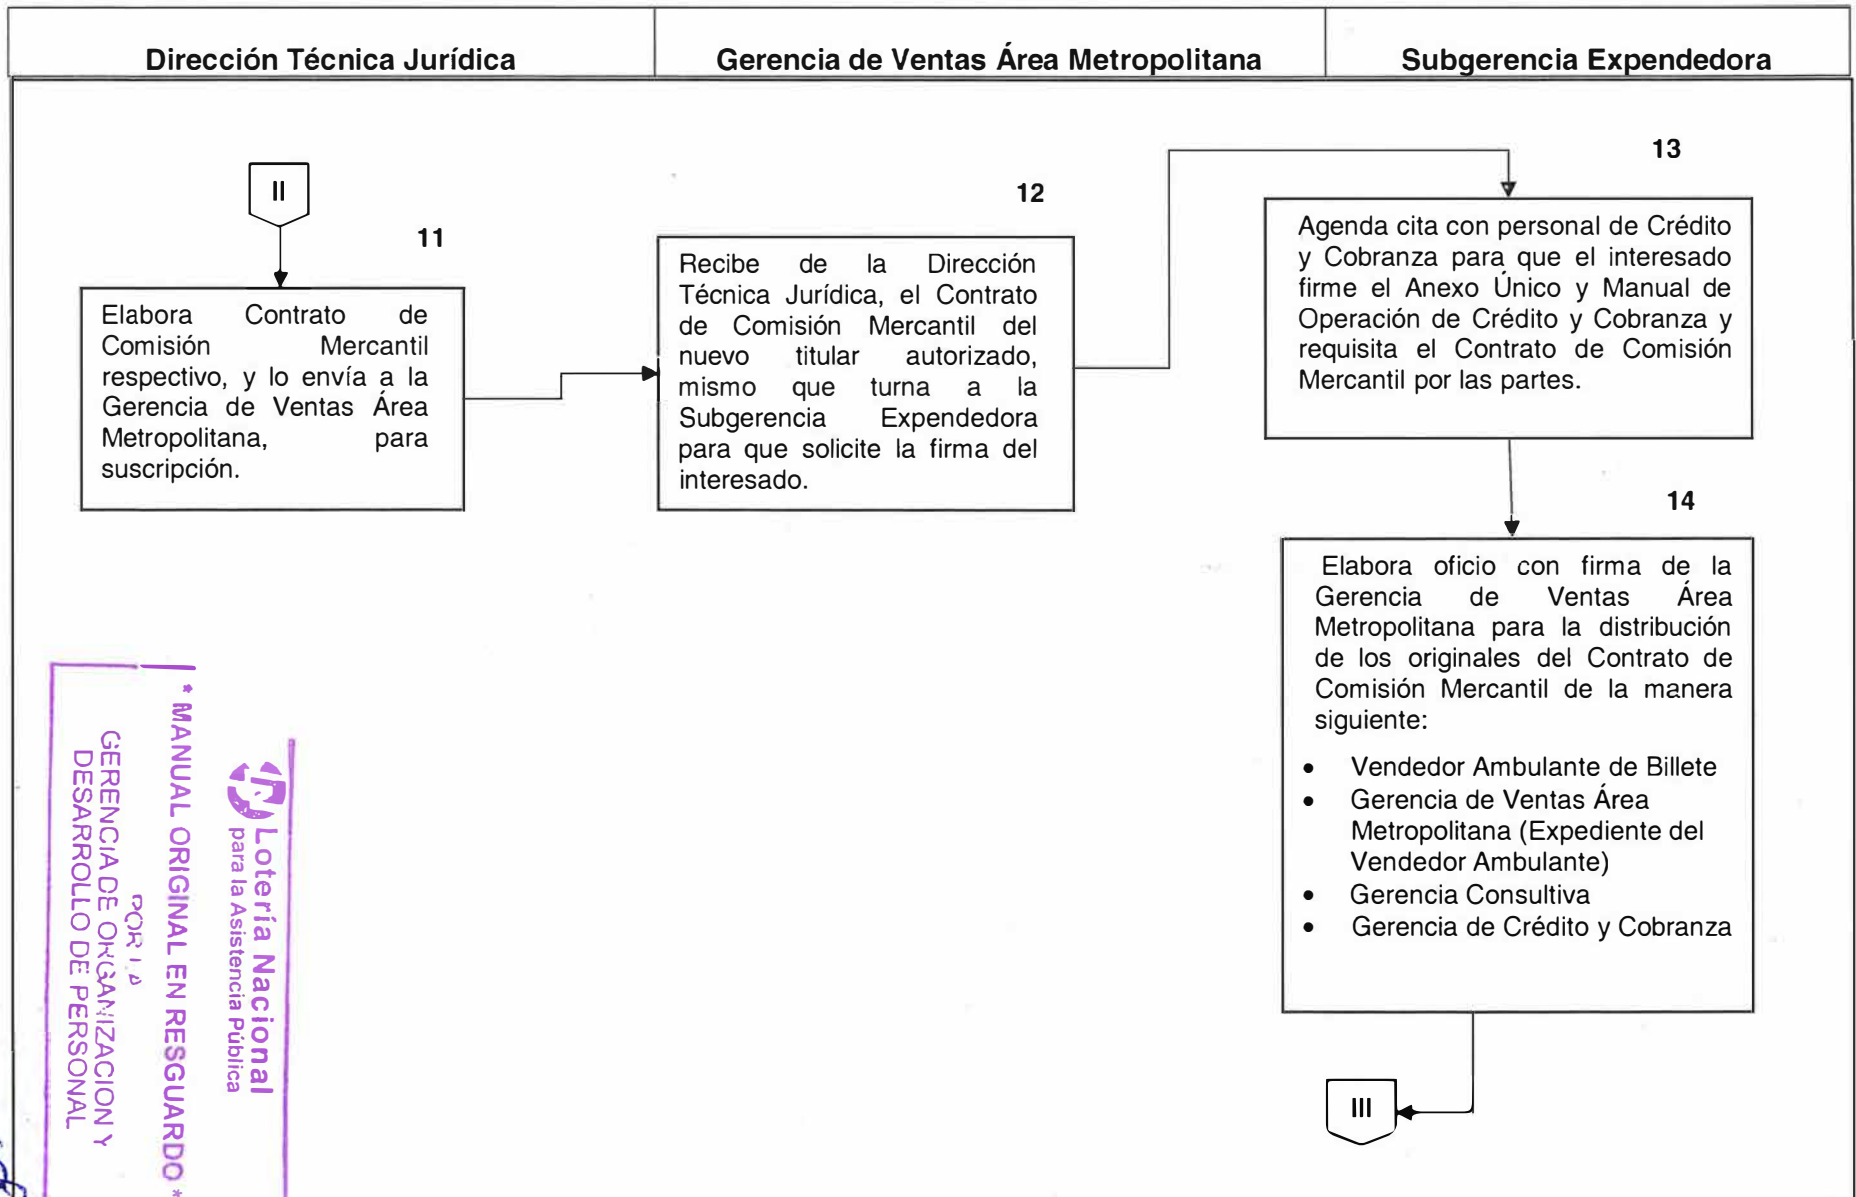 Dirección Técnica Jurídica
Gerencia de Ventas Área Metropolitana
Subgerencia Expendedora
II
11
Elabora Contrato de
Comisión Mercantil
respectivo, y lo envía a la
Gerencia de Ventas Área
Metropolitana, para
suscripción.
12
Recibe de la Dirección
Técnica Jurídica, el Contrato
de Comisión Mercantil del
nuevo titular autorizado,
mismo que turna a la
Subgerencia Expendedora
para que solicite la firma del
interesado.
13
Agenda cita con personal de Crédito
y Cobranza para que el interesado
firme el Anexo Único y Manual de
Operación de Crédito y Cobranza y
requisita el Contrato de Comisión
Mercantil por las partes.
14
Elabora oficio con firma de la
Gerencia de Ventas Área
Metropolitana para la distribución
de los originales del Contrato de
Comisión Mercantil de la manera
siguiente:
• Vendedor Ambulante de Billete
• Gerencia de Ventas Área
Metropolitana (Expediente del
Vendedor Ambulante)
• Gerencia Consultiva
• Gerencia de Crédito y Cobranza
III
Lotería Nacional
para la Asistencia Pública
* MANUAL ORIGINAL EN RESGUARDO *
POR LA
GERENCIA DE ORGANIZACION Y
DESARROLLO DE PERSONAL